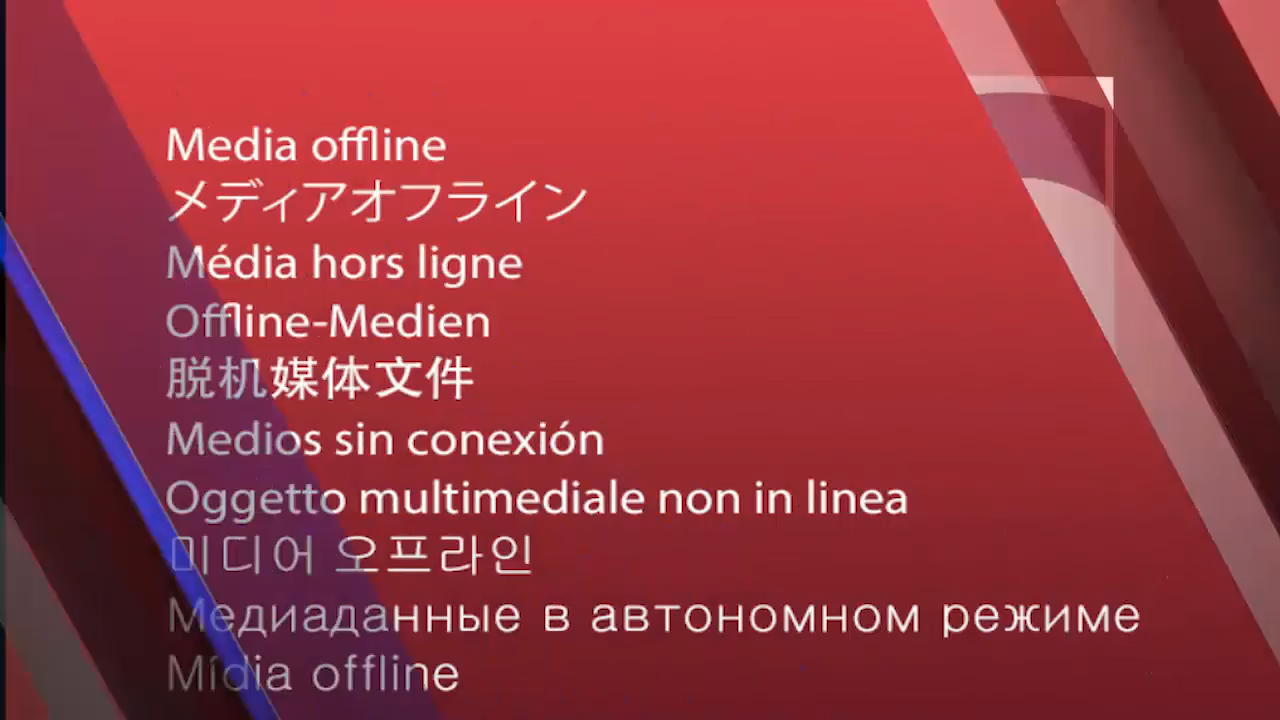 Media offline
メディアオフライン
Média hors ligne
Offline-Medien
脱机媒体文件
Medios sin conexión
Oggetto multimediale non in linea
미디어 오프라인
Медиаданные в автономном режиме
Mídia offline